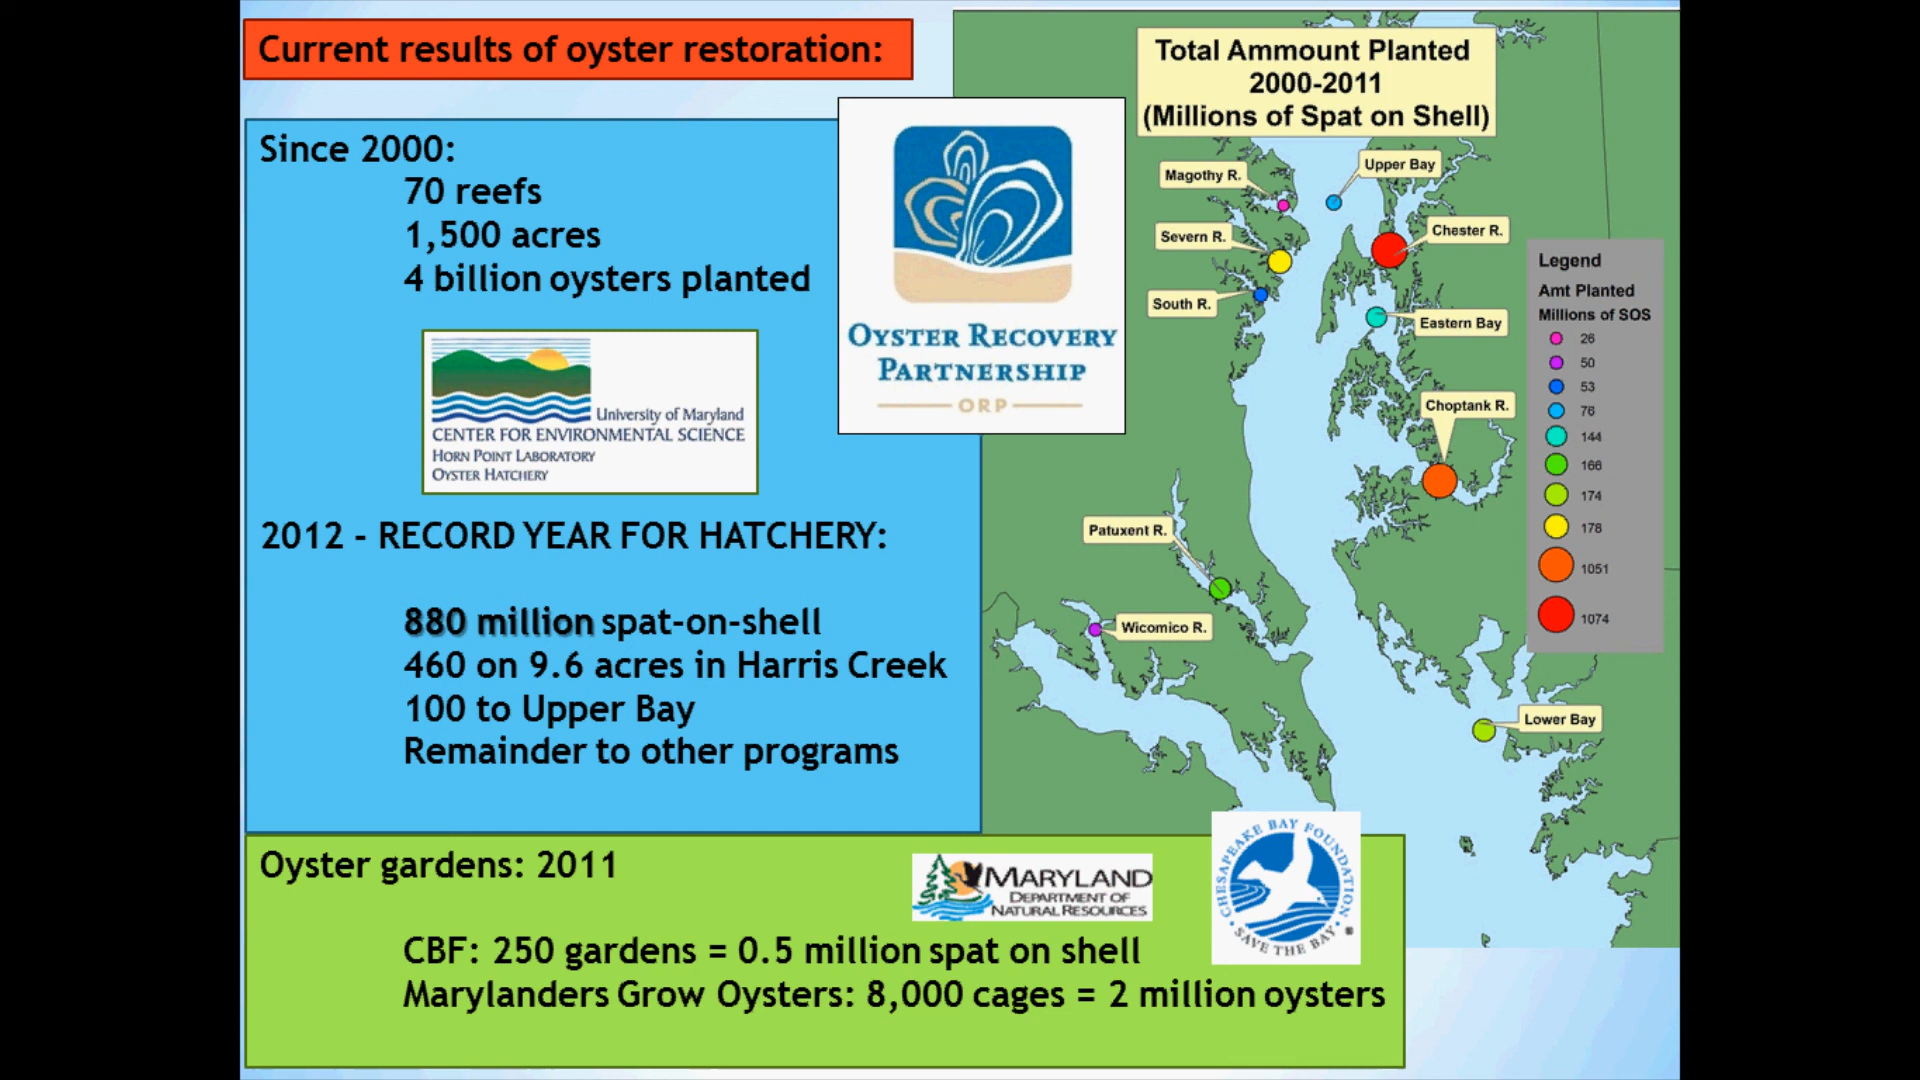 Current results of oyster restoration:
Since 2000:
70 reefs
1,500 acres
4 billion oysters planted
University of Maryland
CENTER FOR ENVIRONMENTAL SCIENCE
HORN POINT LABORATORY
OYSTER HATCHERY
OYSTER RECOVERY
PARTNERSHIP
ORP
2012 - RECORD YEAR FOR HATCHERY:
880 million spat-on-shell
460 on 9.6 acres in Harris Creek
100 to Upper Bay
Remainder to other programs
Total Ammount Planted
2000-2011
(Millions of Spat on Shell)
Magothy R.
Upper Bay
Severn R.
Chester R.
South R.
Eastern Bay
Choptank R.
Patuxent R.
Wicomico R.
Lower Bay
Legend
Amt Planted
Millions of SOS
26
50
53
76
144
166
174
178
1051
1074
Oyster gardens: 2011
MARYLAND
DEPARTMENT OF
NATURAL RESOURCES
CHESAPEAKE BAY FOUNDATION
SAVE THE BAY
®
CBF: 250 gardens = 0.5 million spat on shell
Marylanders Grow Oysters: 8,000 cages = 2 million oysters